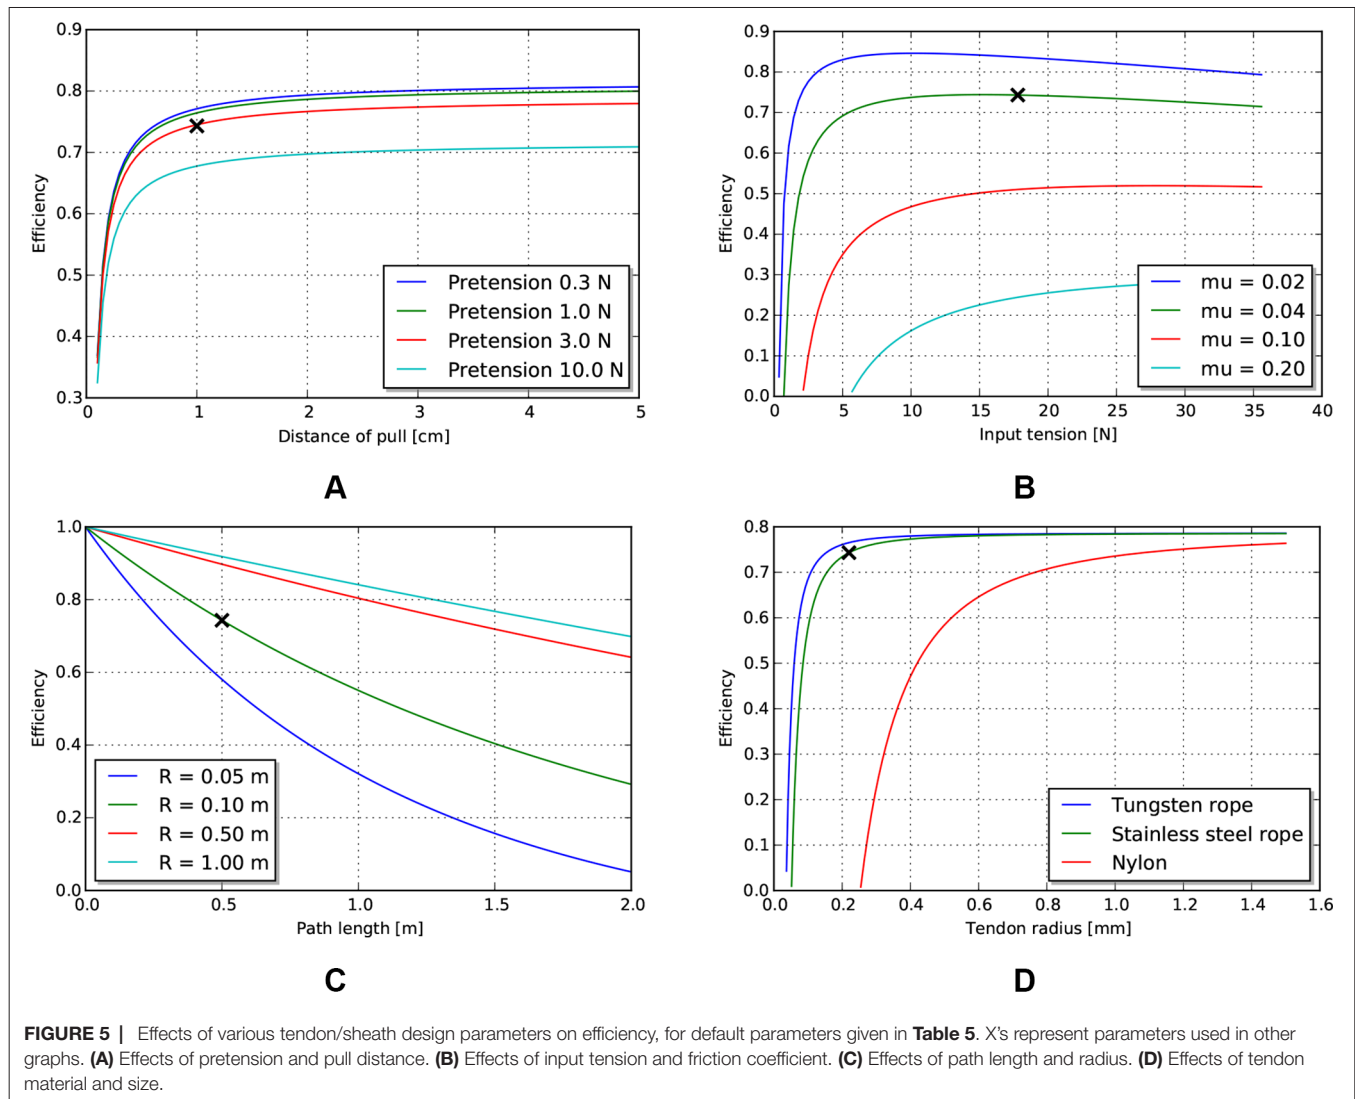 0.9
0.8
0.7
0.6
0.5
0.4
0.3
Efficiency
0 1 2 3 4 5
Distance of pull [cm]
Pretension 0.3 N
Pretension 1.0 N
Pretension 3.0 N
Pretension 10.0 N
A
0.9
0.8
0.7
0.6
0.5
0.4
0.3
0.2
0.1
0.0
Efficiency
0 5 10 15 20 25 30 35 40
Input tension [N]
mu = 0.02
mu = 0.04
mu = 0.10
mu = 0.20
B
1.0
0.8
0.6
0.4
0.2
0.0
Efficiency
0.0 0.5 1.0 1.5 2.0
Path length [m]
R = 0.05 m
R = 0.10 m
R = 0.50 m
R = 1.00 m
C
0.8
0.7
0.6
0.5
0.4
0.3
0.2
0.1
0.0
Efficiency
0.0 0.2 0.4 0.6 0.8 1.0 1.2 1.4 1.6
Tendon radius [mm]
Tungsten rope
Stainless steel rope
Nylon
D
FIGURE 5 | Effects of various tendon/sheath design parameters on efficiency, for default parameters given in Table 5. X's represent parameters used in other
graphs. (A) Effects of pretension and pull distance. (B) Effects of input tension and friction coefficient. (C) Effects of path length and radius. (D) Effects of tendon
material and size.